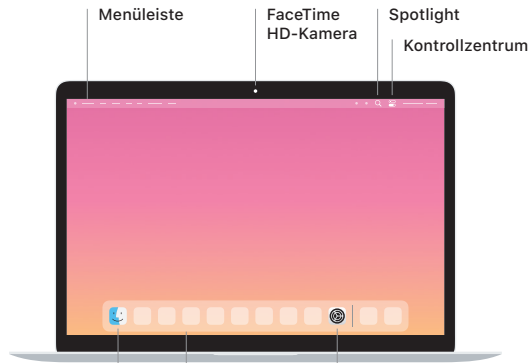 Menüleiste
FaceTime
HD-Kamera
Spotlight
Kontrollzentrum